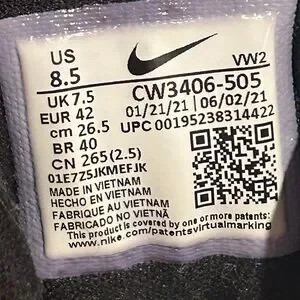 US
8.5
VW2
UK 7.5
EUR 42
cm 26.5
BR 40
CN 265(2.5)
CW3406-505
01/21/21 | 06/02/21
UPC 00195238314422
01E7Z5JKMEFJK
MADE IN VIETNAM
HECHO EN VIETNAM
FABRIQUE AU VIETNAM
FABRICADO NO VIETNÃ
This product is covered by one or more patents:
www.nike.com/patentsvirtualmarking